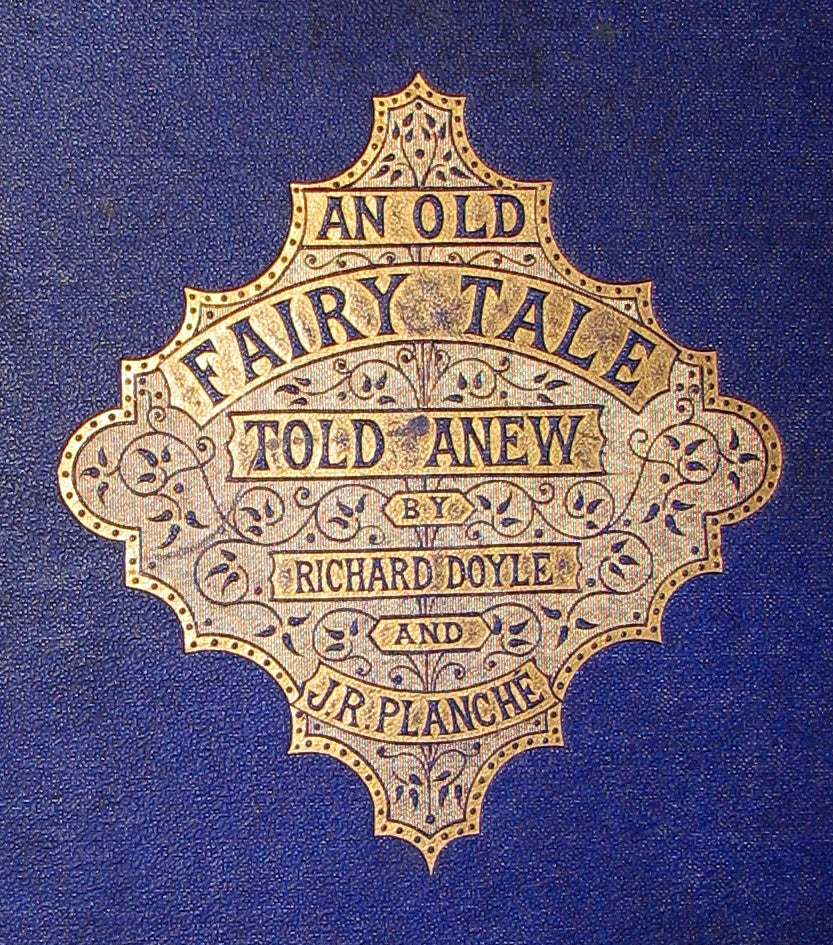 AN OLD
FAIRY TALE
TOLD ANEW
BY
RICHARD DOYLE
AND
J.R. PLANCHE